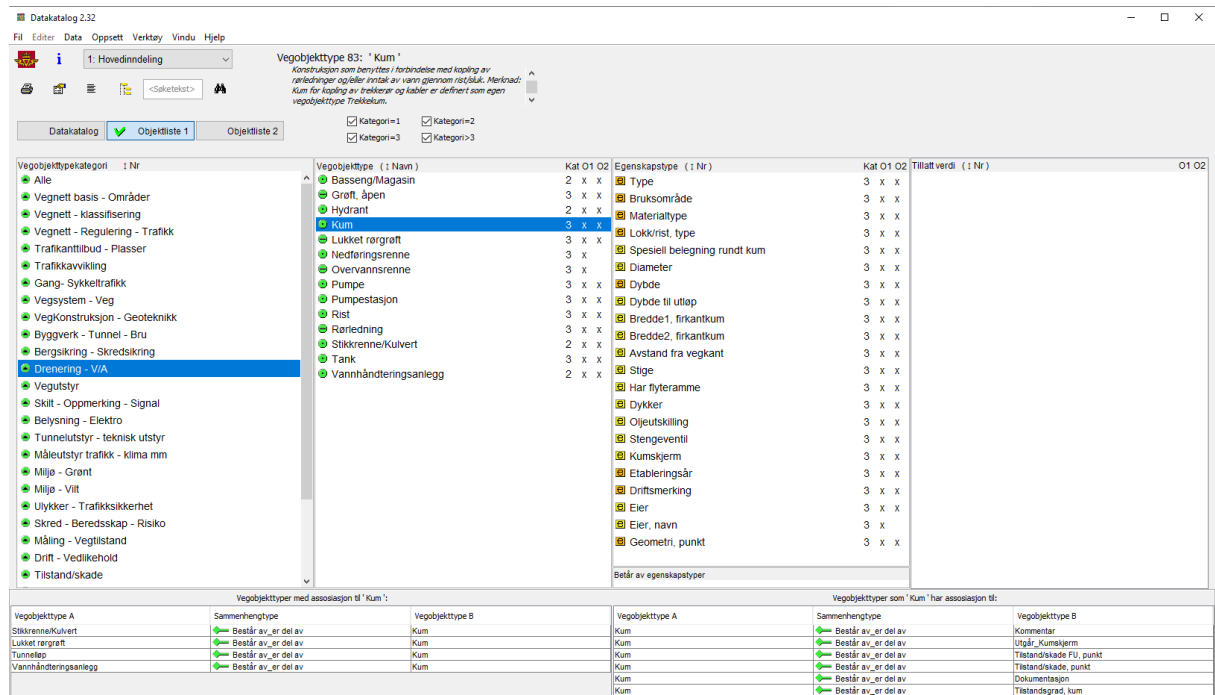 Datakatalog 2.32
Fil Editer Data Oppsett Verktøy Vindu Hjelp
1: Hovedinndeling
Vegobjekttype 83: ' Kum '
Konstruksjon som benyttes i forbindelse med kopling av
rørledninger og/eller inntak av vann gjennom rist/sluk. Merknad:
Kum for kopling av trekkerør og kabler er definert som egen
vegobjekttype Trekkekum.
<Søketekst>
Kategori=1 Kategori=2
Kategori=3 Kategori>3
Datakatalog Objektliste 1 Objektliste 2
Vegobjekttypekategori ↕ Nr
Alle
Vegnett basis - Områder
Vegnett - klassifisering
Vegnett - Regulering - Trafikk
Trafikanttilbud - Plasser
Trafikkavvikling
Gang- Sykkeltrafikk
Vegsystem - Veg
VegKonstruksjon - Geoteknikk
Byggverk - Tunnel - Bru
Bergsikring - Skredsikring
Drenering - V/A
Vegutstyr
Skilt - Oppmerking - Signal
Belysning - Elektro
Tunnelutstyr - teknisk utstyr
Måleutstyr trafikk - klima mm
Miljø - Grønt
Miljø - Vilt
Ulykker - Trafikksikkerhet
Skred - Beredsskap - Risiko
Måling - Vegtilstand
Drift - Vedlikehold
Tilstand/skade
Vegobjekttype ( ↕ Navn ) Kat O1 O2
Basseng/Magasin 2 x x
Grøft, åpen 3 x x
Hydrant 2 x x
Kum 3 x x
Lukket rørgrøft 3 x x
Nedføringsrenne 3 x
Overvannsrenne 3 x
Pumpe 3 x x
Pumpestasjon 3 x x
Rist 3 x x
Rørledning 3 x x
Stikkrenne/Kulvert 2 x x
Tank 3 x x
Vannhåndteringsanlegg 2 x x
Egenskapstype ( ↕ Nr ) Kat O1 O2
Type 3 x x
Bruksområde 3 x x
Materialtype 3 x x
Lokk/rist, type 3 x x
Spesiell belegning rundt kum 3 x x
Diameter 3 x x
Dybde 3 x x
Dybde til utløp 3 x x
Bredde1, firkantkum 3 x x
Bredde2, firkantkum 3 x x
Avstand fra vegkant 3 x x
Stige 3 x x
Har flyteramme 3 x x
Dykker 3 x x
Oljeutskilling 3 x x
Stengeventil 3 x x
Kumskjerm 3 x x
Etableringsår 3 x x
Driftsmerking 3 x x
Eier 3 x x
Eier, navn 3 x
Geometri, punkt 3 x x
Betår av egenskapstyper
Tillatt verdi ( ↕ Nr ) O1 O2
Vegobjekttyper med assosiasjon til ' Kum ':
Vegobjekttype A Sammenhengtype Vegobjekttype B
Stikkrenne/Kulvert Består av_er del av Kum
Lukket rørgrøft Består av_er del av Kum
Tunnelløp Består av_er del av Kum
Vannhåndteringsanlegg Består av_er del av Kum
Vegobjekttyper som ' Kum ' har assosiasjon til:
Vegobjekttype A Sammenhengtype Vegobjekttype B
Kum Består av_er del av Kommentar
Kum Består av_er del av Utgår_Kumskjerm
Kum Består av_er del av Tilstand/skade FU, punkt
Kum Består av_er del av Tilstand/skade, punkt
Kum Består av_er del av Dokumentasjon
Kum Består av_er del av Tilstandsgrad, kum